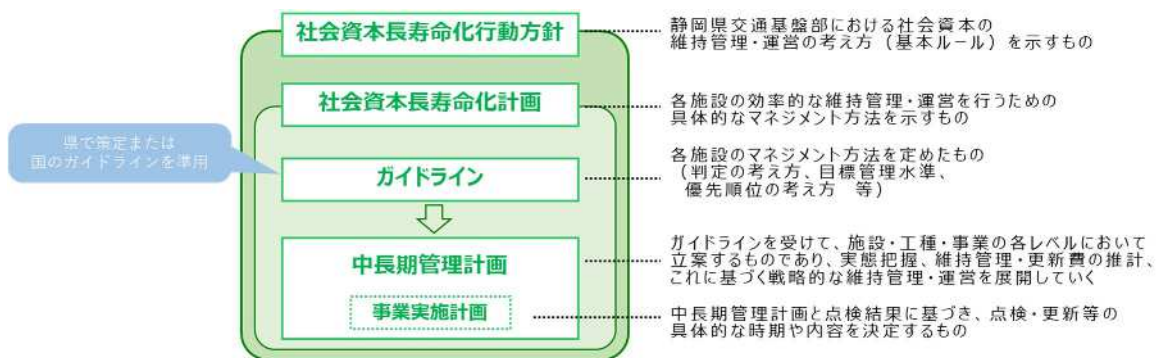 社会資本長寿命化行動方針
静岡県交通基盤部における社会資本の
維持管理・運営の考え方（基本ルール）を示すもの
社会資本長寿命化計画
各施設の効率的な維持管理・運営を行うための
具体的なマネジメント方法を示すもの
県で策定または
国のガイドラインを準用
ガイドライン
各施設のマネジメント方法を定めたもの
（判定の考え方、目標管理水準、
優先順位の考え方　等）
中長期管理計画
ガイドラインを受けて、施設・工種・事業の各レベルにおいて
立案するものであり、実態把握、維持管理・更新費の推計、
これに基づく戦略的な維持管理・運営を展開していく
事業実施計画
中長期管理計画と点検結果に基づき、点検・更新等の
具体的な時期や内容を決定するもの